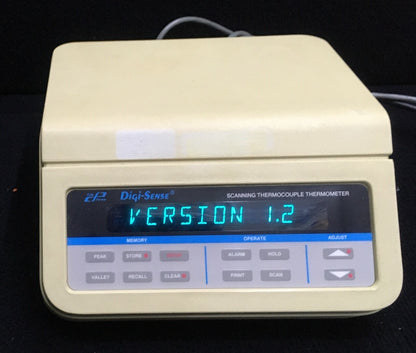 Digi-Sense® SCANNING THERMOCOUPLE THERMOMETER
VERSION 1.2
MEMORY OPERATE ADJUST
PEAK STORE ALARM HOLD
VALLEY RECALL CLEAR PRINT SCAN